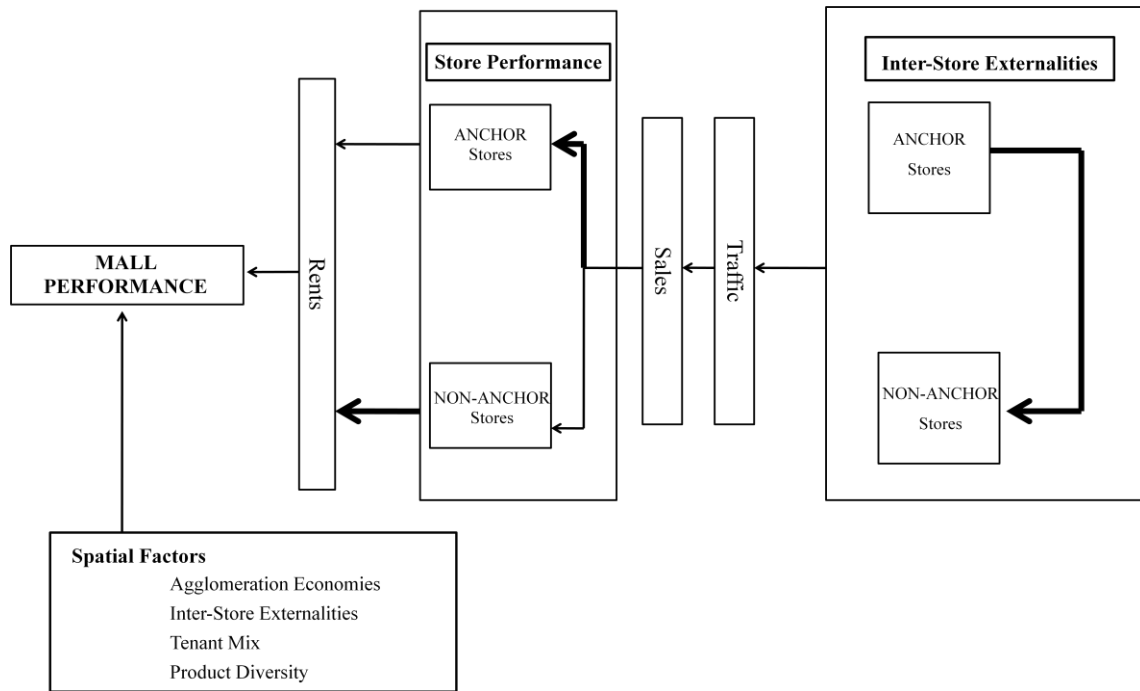 Store Performance
Inter-Store Externalities
ANCHOR
Stores
ANCHOR
Stores
MALL
PERFORMANCE
Rents
Sales
Traffic
NON-ANCHOR
Stores
NON-ANCHOR
Stores
Spatial Factors
Agglomeration Economies
Inter-Store Externalities
Tenant Mix
Product Diversity